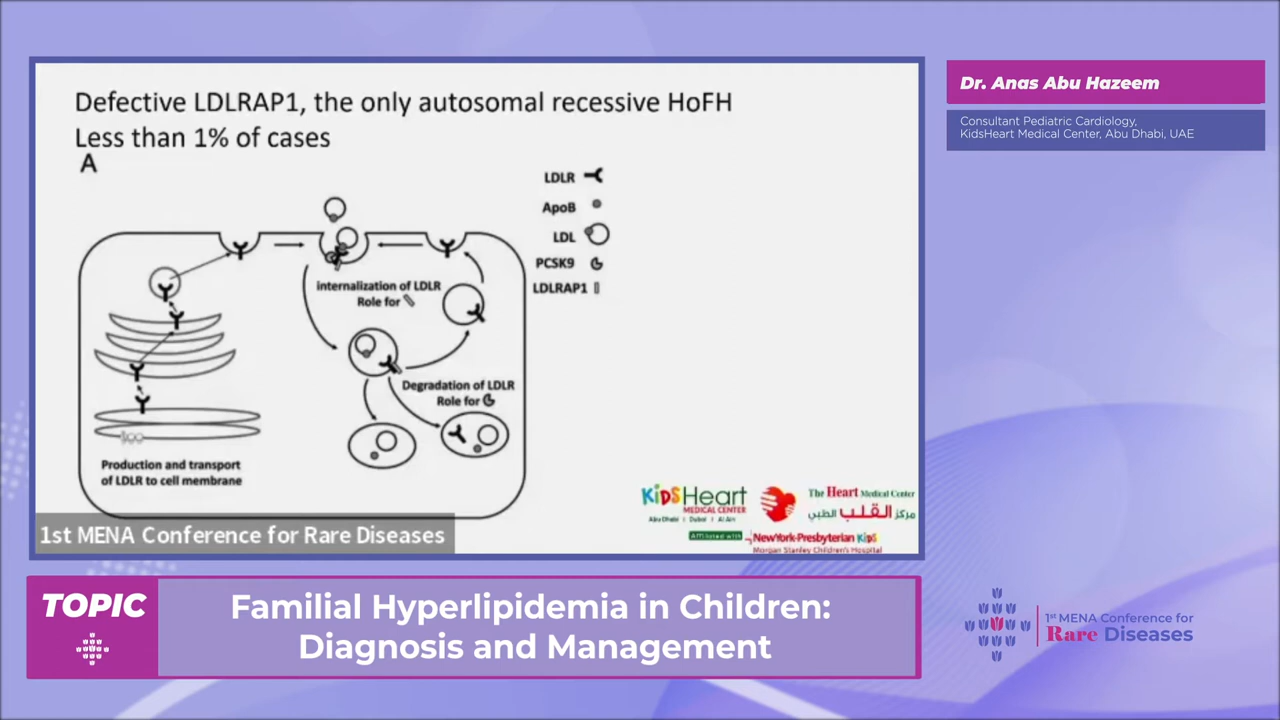 Defective LDLRAP1, the only autosomal recessive HoFH
Less than 1% of cases
A
LDLR
ApoB
LDL
PCSK9
LDLRAP1
internalization of LDLR
Role for
Degradation of LDLR
Role for
Production and transport
of LDLR to cell membrane
KidsHeart
MEDICAL CENTER
Abu Dhabi | Dubai | Al Ain
The Heart Medical Center
مركز القلب الطبي
Affiliated with
NewYork-Presbyterian Kids
Morgan Stanley Children's Hospital
1st MENA Conference for Rare Diseases
Dr. Anas Abu Hazeem
Consultant Pediatric Cardiology,
KidsHeart Medical Center, Abu Dhabi, UAE
TOPIC
Familial Hyperlipidemia in Children:
Diagnosis and Management
1st MENA Conference for
Rare Diseases